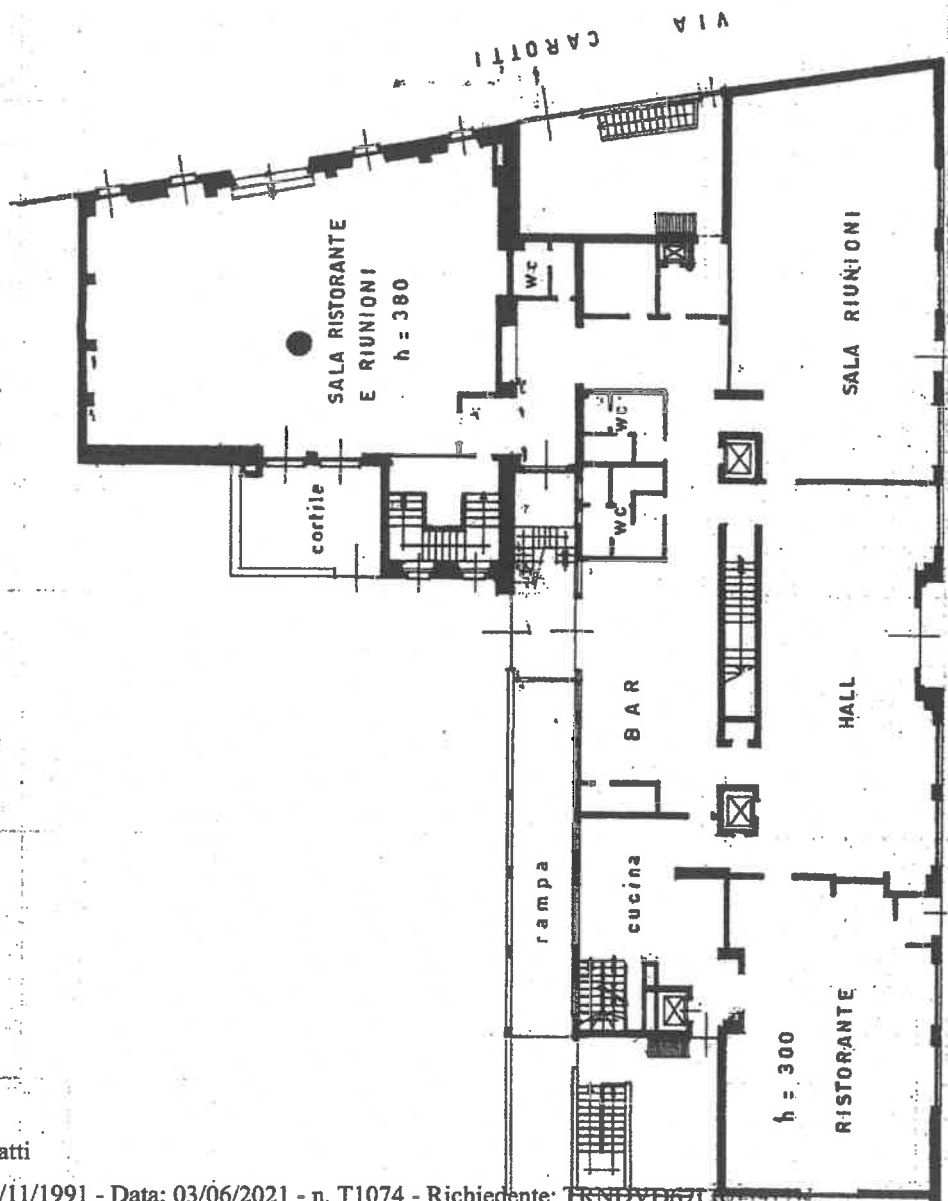 VIA CAROTTI
SALA RISTORANTE
E RIUNIONI
h = 380
W.C
SALA RIUNIONI
WC
WC
cortile
BAR
HALL
rampa
cucina
h = 300
RISTORANTE
atti
/11/1991 - Data: 03/06/2021 - n. T1074 - Richiedente: